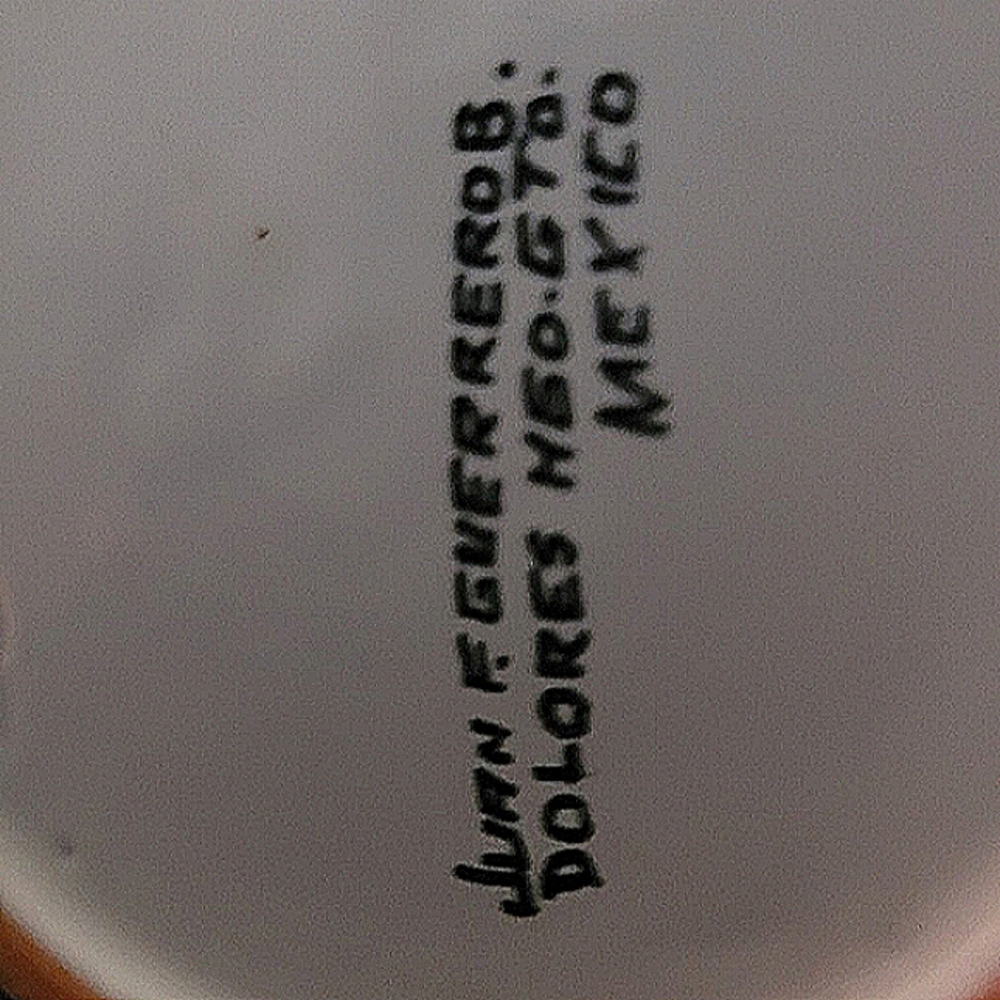 JUAN F. GUERRERO B.
DOLORES HGO. GTO.
MEXICO